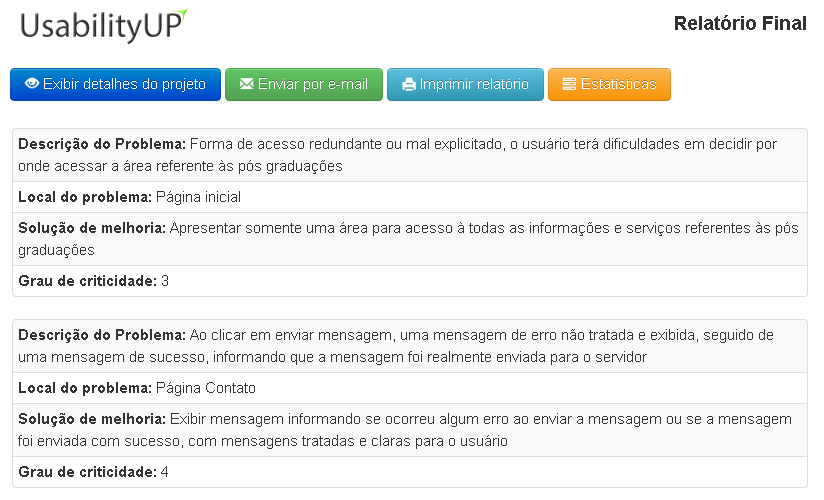 UsabilityUP
Relatório Final
Exibir detalhes do projeto
Enviar por e-mail
Imprimir relatório
Estatísticas
Descrição do Problema: Forma de acesso redundante ou mal explicitado, o usuário terá dificuldades em decidir por
onde acessar a área referente às pós graduações
Local do problema: Página inicial
Solução de melhoria: Apresentar somente uma área para acesso à todas as informações e serviços referentes às pós
graduações
Grau de criticidade: 3
Descrição do Problema: Ao clicar em enviar mensagem, uma mensagem de erro não tratada e exibida, seguido de
uma mensagem de sucesso, informando que a mensagem foi realmente enviada para o servidor
Local do problema: Página Contato
Solução de melhoria: Exibir mensagem informando se ocorreu algum erro ao enviar a mensagem ou se a mensagem
foi enviada com sucesso, com mensagens tratadas e claras para o usuário
Grau de criticidade: 4